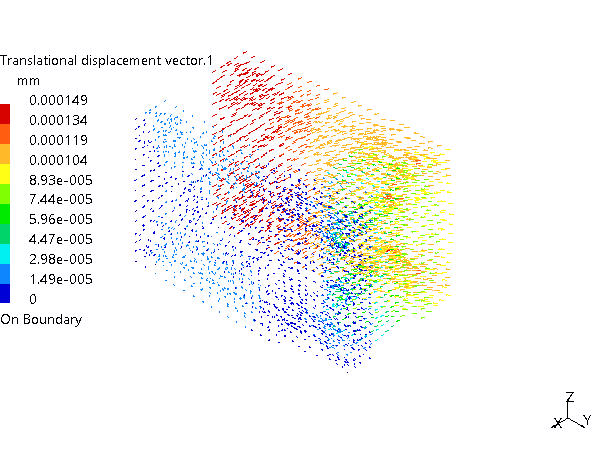 Translational displacement vector.1
mm
0.000149
0.000134
0.000119
0.000104
8.93e-005
7.44e-005
5.96e-005
4.47e-005
2.98e-005
1.49e-005
0
On Boundary
Z
X
Y